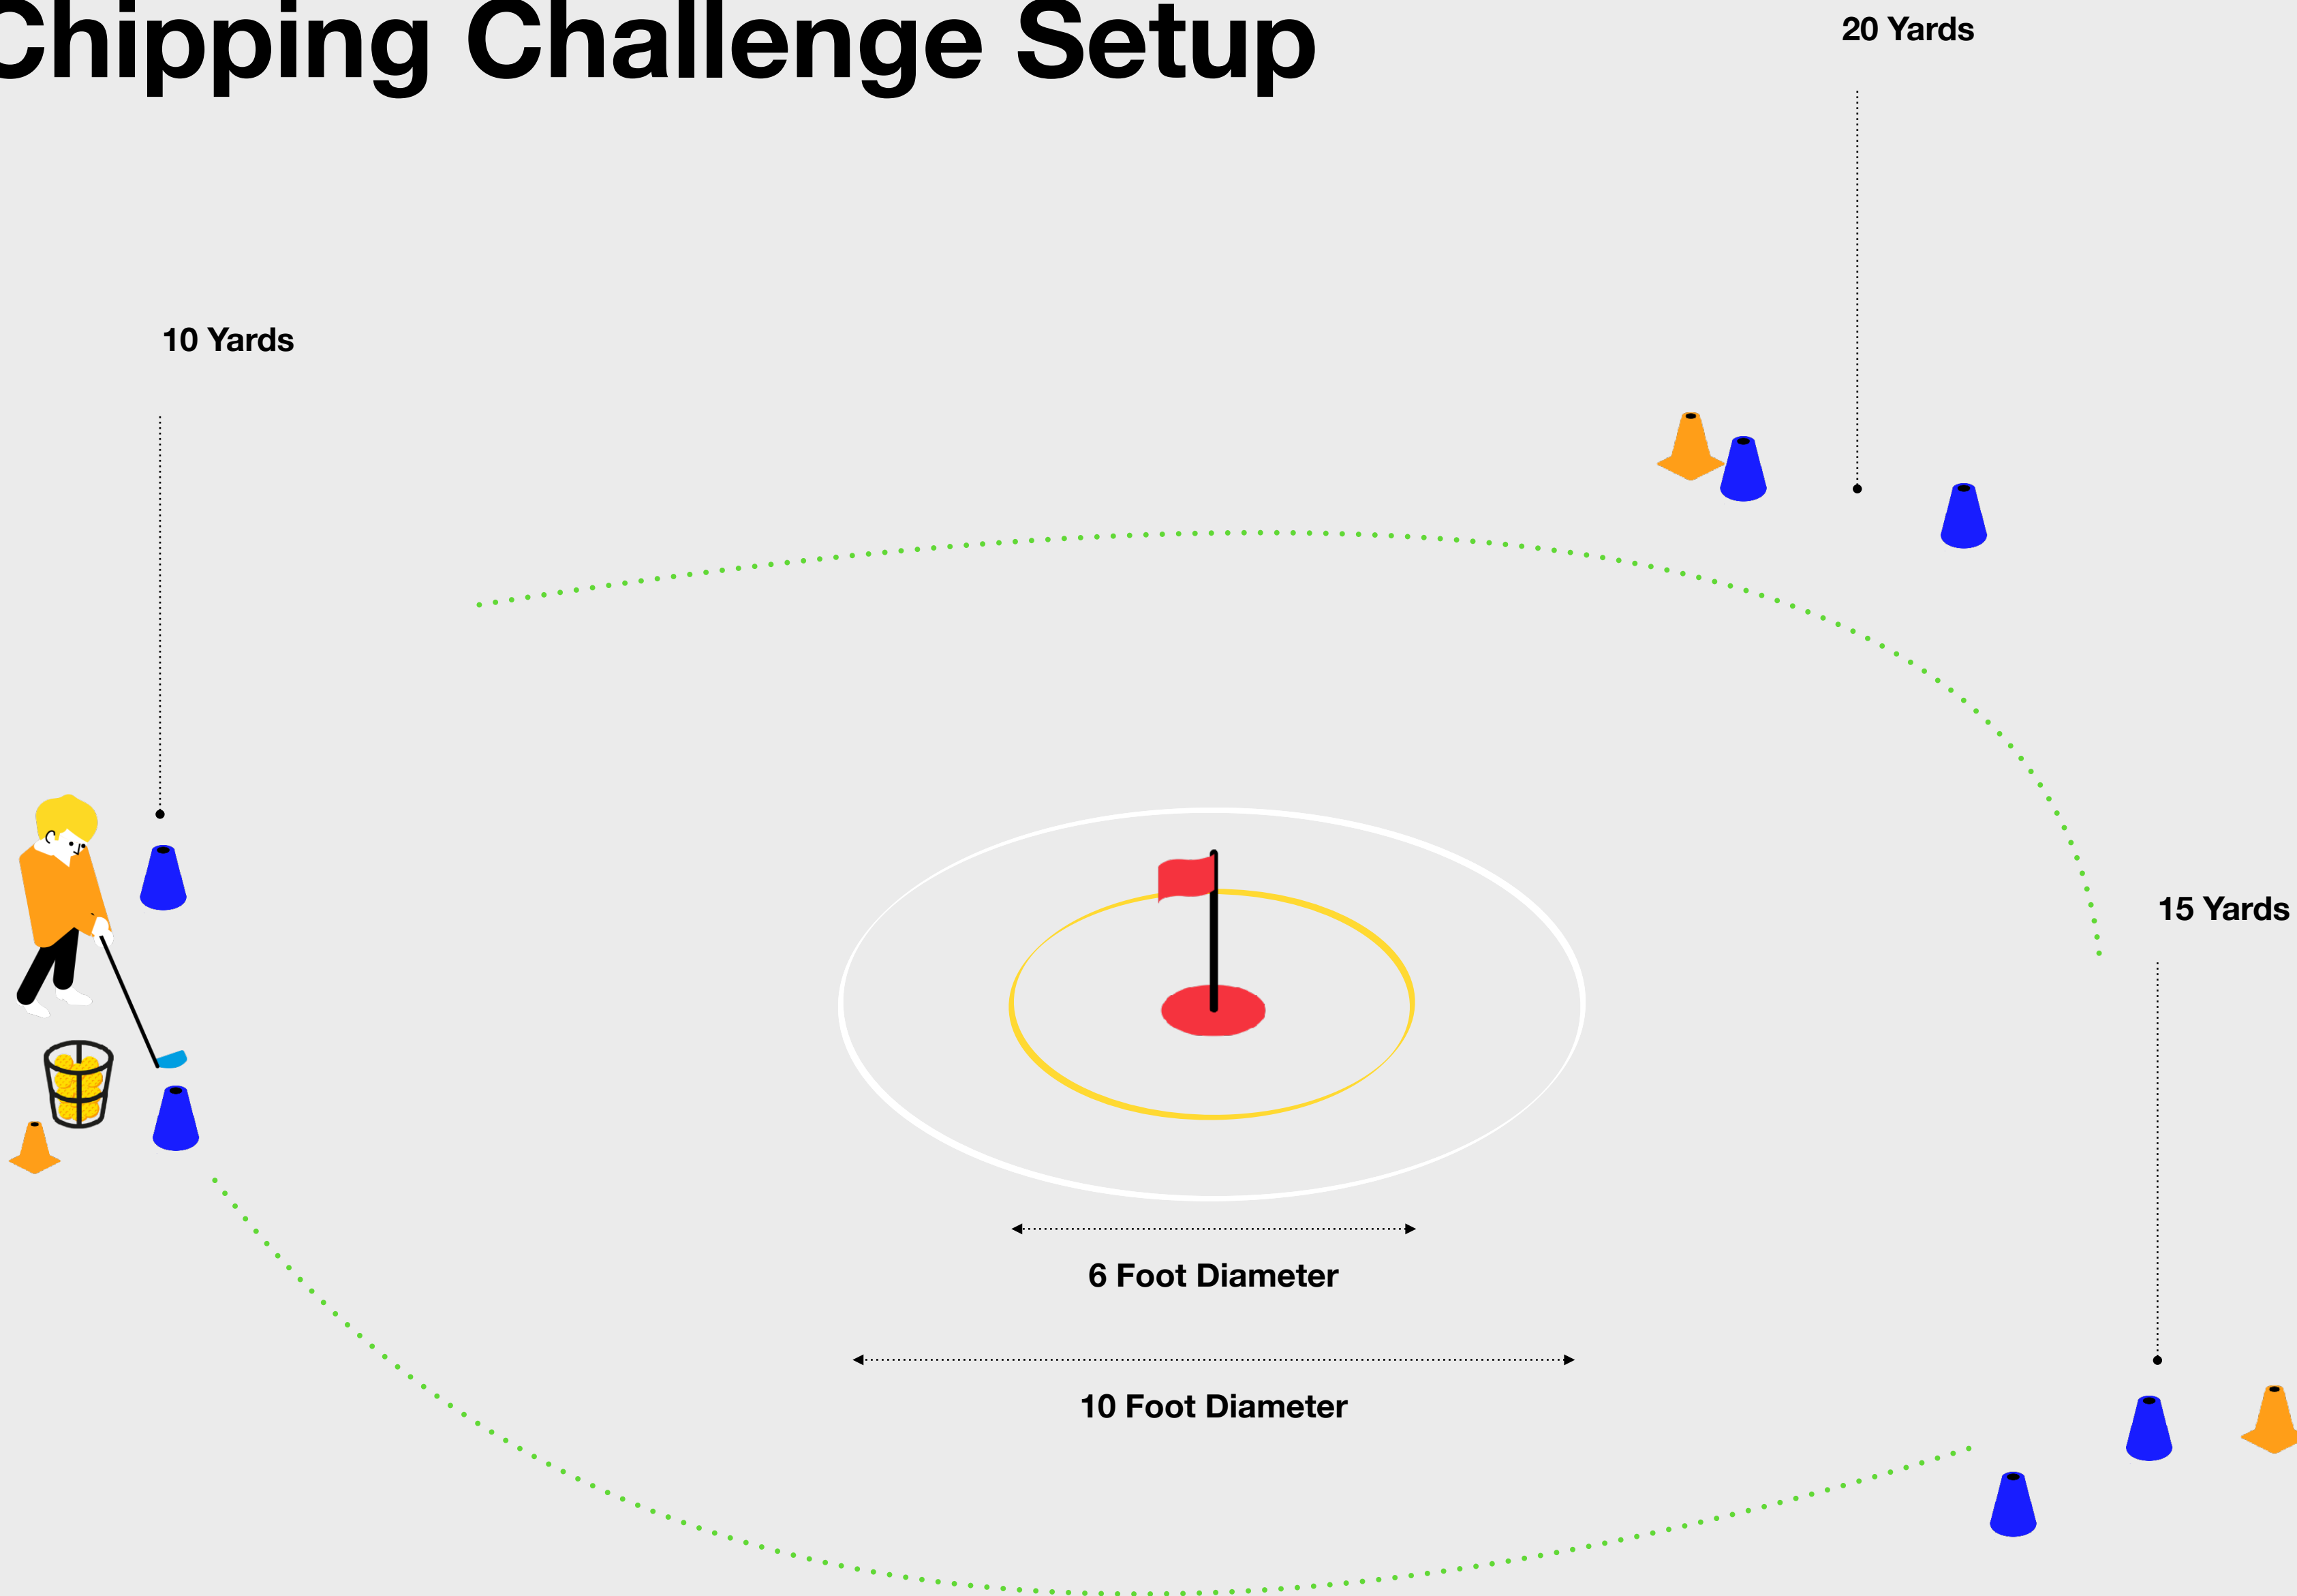 Chipping Challenge Setup
20 Yards
10 Yards
15 Yards
6 Foot Diameter
10 Foot Diameter